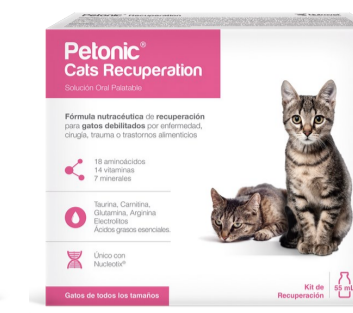 Petonic®
Cats Recuperation
Solución Oral Palatable
Fórmula nutracéutica de recuperación
para gatos debilitados por enfermedad,
cirugia, trauma o trastornos alimenticios
18 aminoácidos
14 vitaminas
7 minerales
Taurina, Carnitina,
Glutamina, Arginina
Electrolitos
Ácidos grasos esenciales.
Único con
Nucleotix®
Gatos de todos los tamaños
Kit de
Recuperación
55 mL